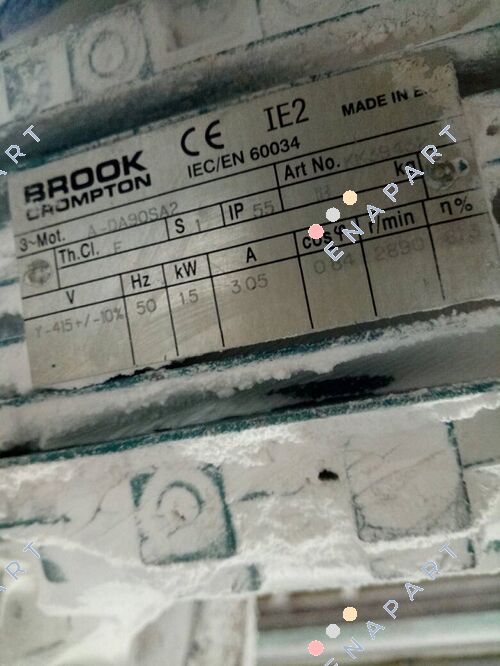 BROOK CE IE2 MADE IN
CROMPTON IEC/EN 60034
3~Mot. Art No. kg
Th.Cl. F S 1 IP 55
V Hz kW A cos φ r/min η%
Y-415+/-10% 50 1.5 3.05
ENAPART
ENAPART